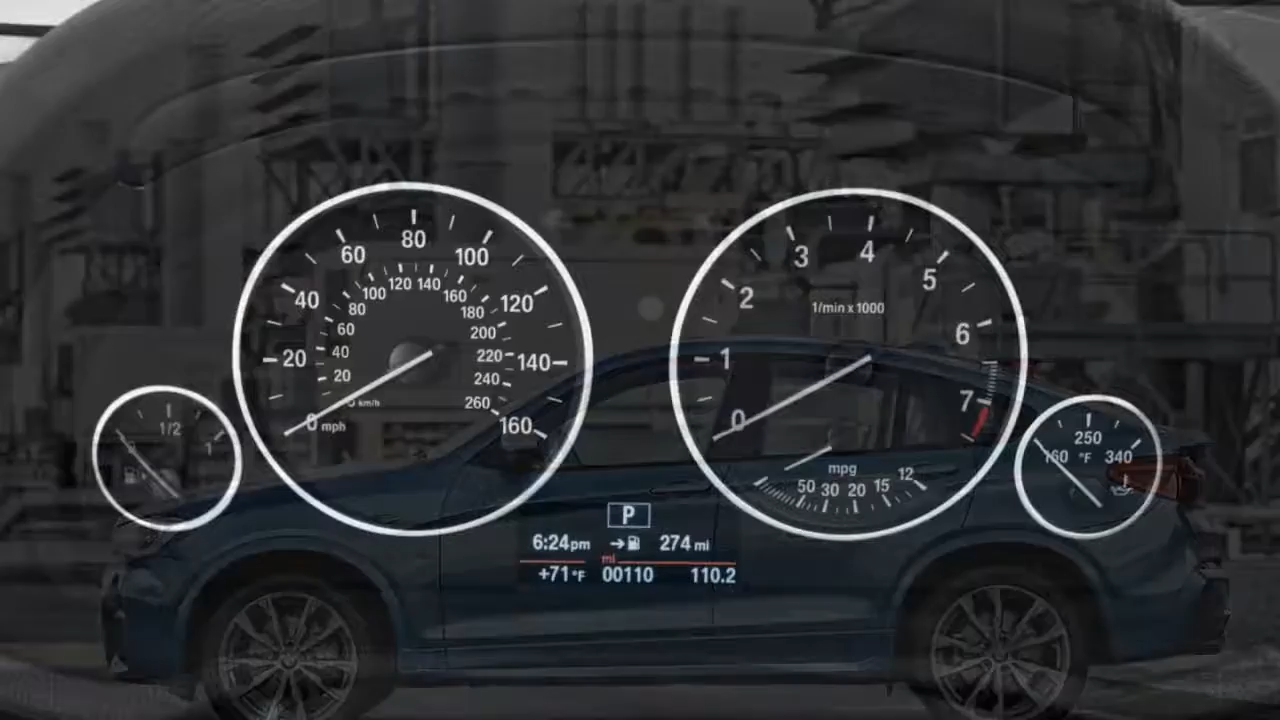 20 40 60 80 100 120 140 160
0 mph
20 40 60 80 100 120 140 160 180 200 220 240 260
km/h
0 1 2 3 4 5 6 7
1/min x 1000
mpg
50 30 20 15 12
1/2 1
250
160 °F 340
P
6:24pm 274 mi
mi
+71°F 00110 110.2